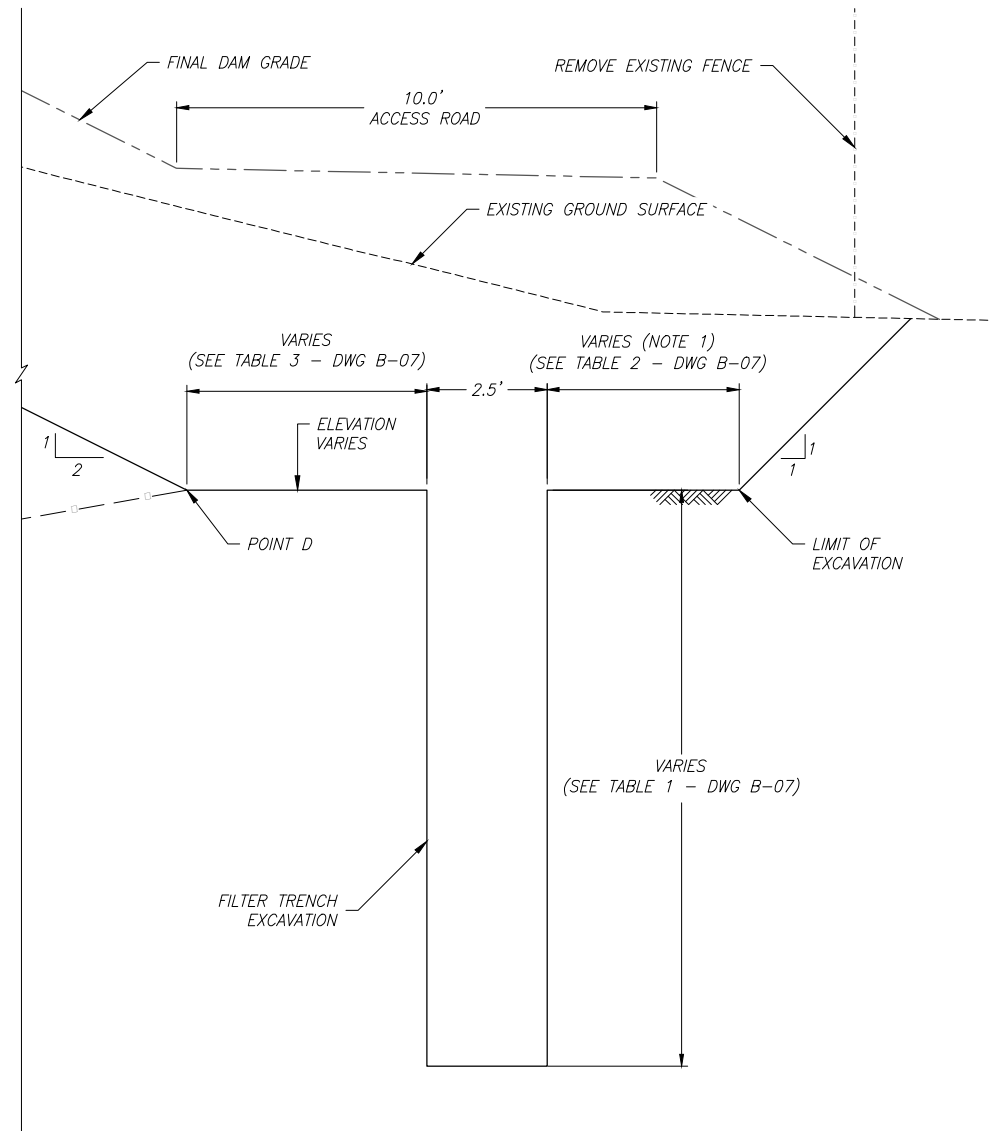 FINAL DAM GRADE
REMOVE EXISTING FENCE
10.0'
ACCESS ROAD
EXISTING GROUND SURFACE
VARIES
(SEE TABLE 3 - DWG B-07)
VARIES (NOTE 1)
(SEE TABLE 2 - DWG B-07)
2.5'
ELEVATION
VARIES
1
2
1
1
POINT D
LIMIT OF
EXCAVATION
VARIES
(SEE TABLE 1 - DWG B-07)
FILTER TRENCH
EXCAVATION